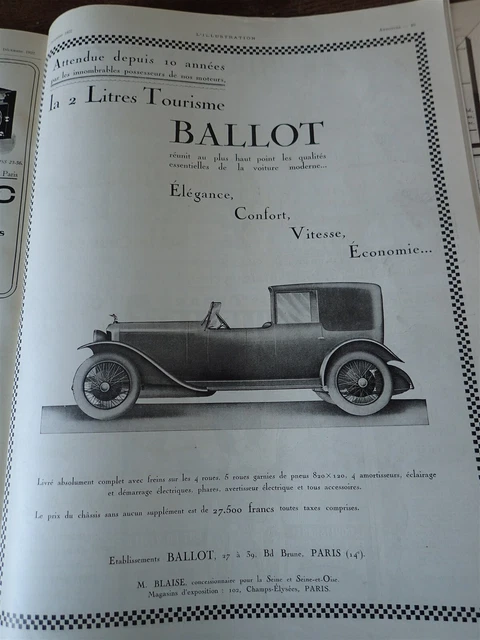 L'ILLUSTRATION
Attendue depuis 10 années
par les innombrables possesseurs de nos moteurs,
la 2 Litres Tourisme
BALLOT
réunit au plus haut point les qualités
essentielles de la voiture moderne...
Élégance,
Confort,
Vitesse,
Économie...
Livré absolument complet avec freins sur les 4 roues, 5 roues garnies de pneus 820×120, 4 amortisseurs, éclairage
et démarrage électriques, phares, avertisseur électrique et tous accessoires.
Le prix du châssis sans aucun supplément est de 27.500 francs toutes taxes comprises.
Etablissements BALLOT, 37 à 39, Bd Brune, PARIS (14ᵉ).
M. BLAISE, concessionnaire pour la Seine et Seine-et-Oise.
Magasins d'exposition : 102, Champs-Élysées, PARIS.
Paris
C
s